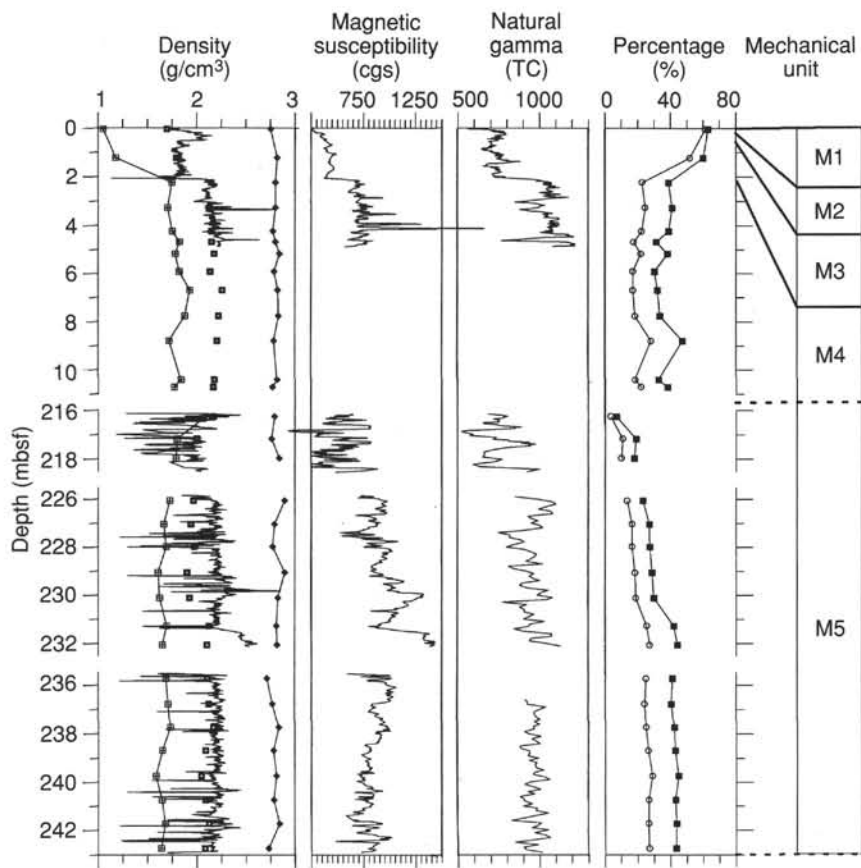 Density
(g/cm3)
Magnetic
susceptibility
(cgs)
Natural
gamma
(TC)
Percentage
(%)
Mechanical
unit
1 2 3
750 1250
500 1000
0 40 80
Depth (mbsf)
0
2
4
6
8
10
216
218
226
228
230
232
236
238
240
242
M1
M2
M3
M4
M5